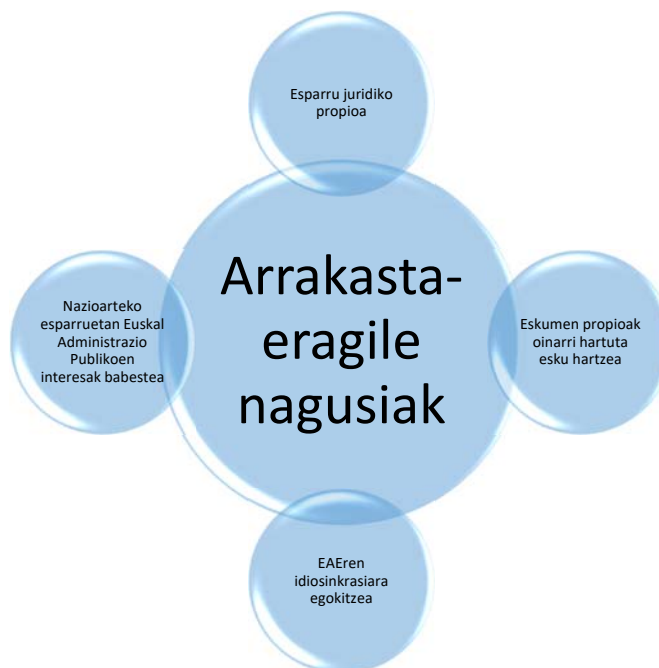 Esparru juridiko
propioa
Arrakasta-
eragile
nagusiak
Nazioarteko
esparruetan Euskal
Administrazio
Publikoen
interesak babestea
Eskumen propioak
oinarri hartuta
esku hartzea
EAEren
idiosinkrasiara
egokitzea